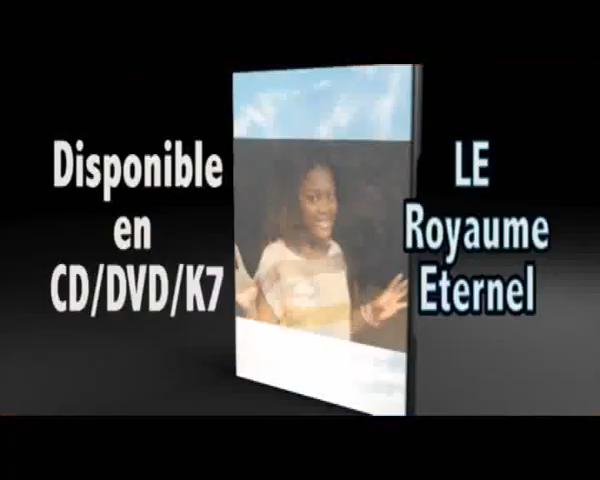 Disponible
en
CD/DVD/K7
LE
Royaume
Eternel